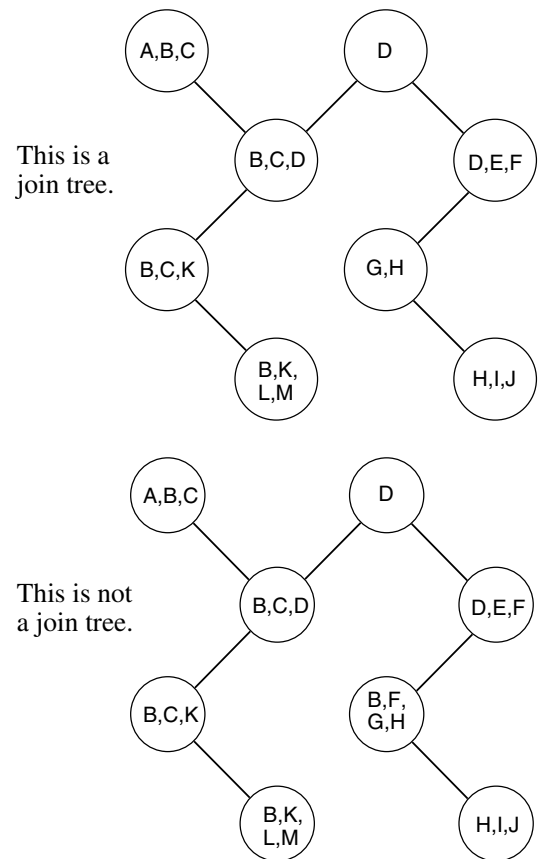 A,B,C
D
This is a
join tree.
B,C,D
D,E,F
B,C,K
G,H
B,K,
L,M
H,I,J
A,B,C
D
This is not
a join tree.
B,C,D
D,E,F
B,C,K
B,F,
G,H
B,K,
L,M
H,I,J